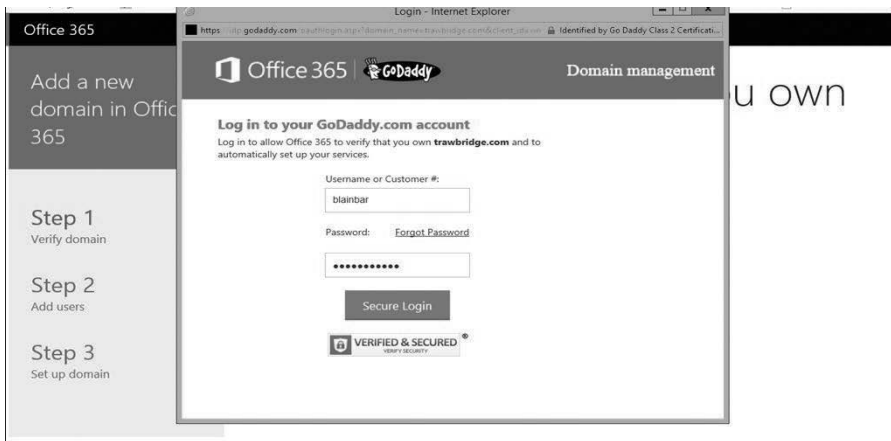 Login - Internet Explorer
Office 365
https godaddy.com Identified by Go Daddy Class 2 Certificati...
Add a new
domain in Offic
365
u own
Office 365 GoDaddy Domain management
Log in to your GoDaddy.com account
Log in to allow Office 365 to verify that you own trawbridge.com and to
automatically set up your services.
Username or Customer #:
blainbar
Password: Forgot Password
Secure Login
VERIFIED & SECURED ®
VERIFY SECURITY
Step 1
Verify domain
Step 2
Add users
Step 3
Set up domain